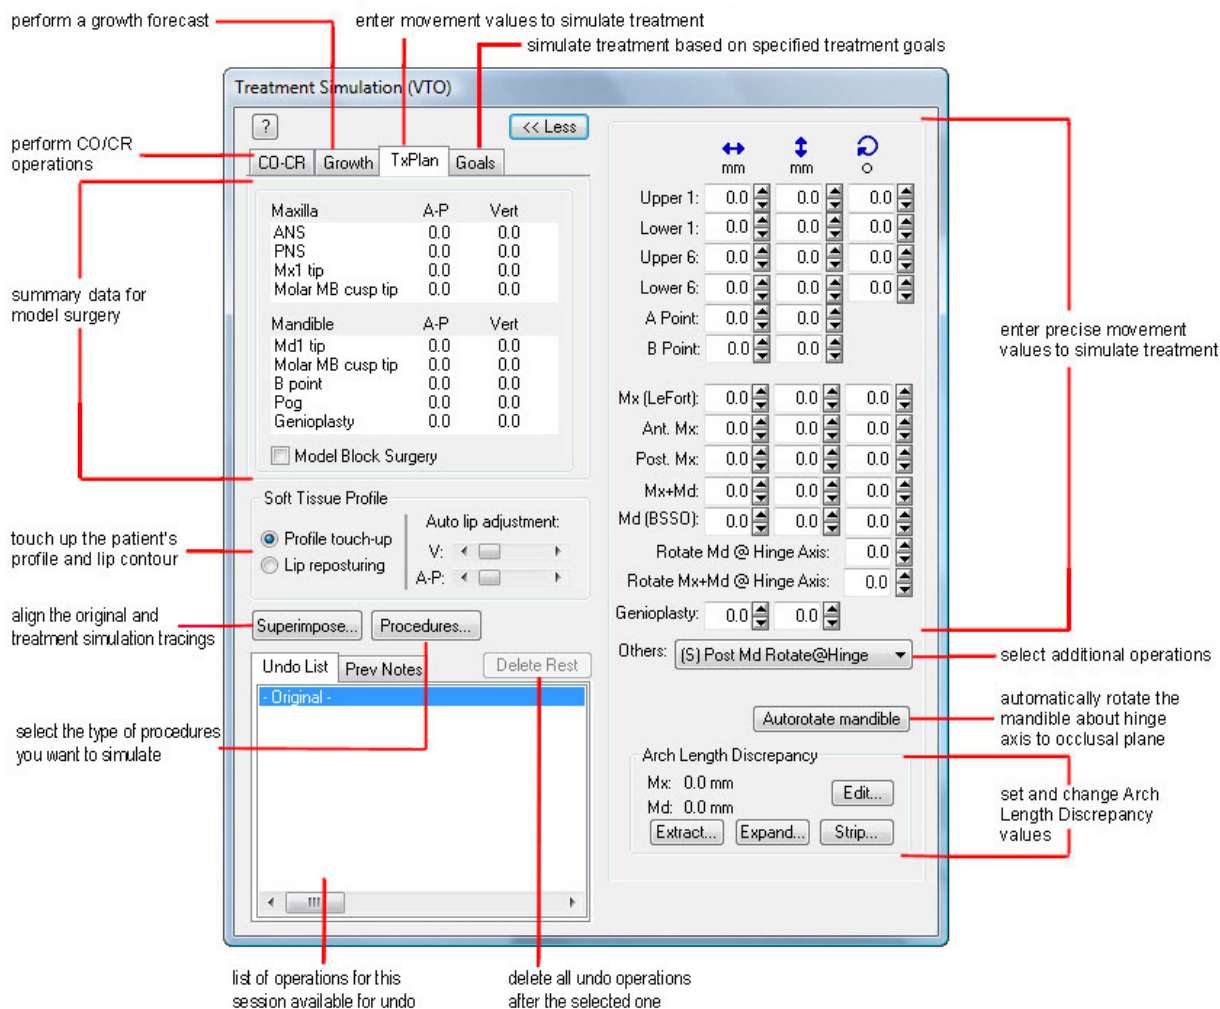 perform a growth forecast
enter movement values to simulate treatment
simulate treatment based on specified treatment goals
Treatment Simulation (VTO)
?
<< Less
perform CO/CR
operations
CO-CR Growth TxPlan Goals
Maxilla A-P Vert
ANS 0.0 0.0
PNS 0.0 0.0
Mx1 tip 0.0 0.0
Molar MB cusp tip 0.0 0.0
Mandible A-P Vert
Md1 tip 0.0 0.0
Molar MB cusp tip 0.0 0.0
B point 0.0 0.0
Pog 0.0 0.0
Genioplasty 0.0 0.0
Model Block Surgery
summary data for
model surgery
Soft Tissue Profile
Profile touch-up
Lip reposturing
Auto lip adjustment:
V:
A-P:
touch up the patient's
profile and lip contour
align the original and
treatment simulation tracings
Superimpose... Procedures...
Undo List Prev Notes Delete Rest
- Original -
select the type of procedures
you want to simulate
list of operations for this
session available for undo
delete all undo operations
after the selected one
mm mm o
Upper 1: 0.0 0.0 0.0
Lower 1: 0.0 0.0 0.0
Upper 6: 0.0 0.0 0.0
Lower 6: 0.0 0.0 0.0
A Point: 0.0 0.0
B Point: 0.0 0.0
Mx (LeFort): 0.0 0.0 0.0
Ant. Mx: 0.0 0.0 0.0
Post. Mx: 0.0 0.0 0.0
Mx+Md: 0.0 0.0 0.0
Md (BSSO): 0.0 0.0 0.0
Rotate Md @ Hinge Axis: 0.0
Rotate Mx+Md @ Hinge Axis: 0.0
Genioplasty: 0.0 0.0
Others: (S) Post Md Rotate@Hinge
Autorotate mandible
Arch Length Discrepancy
Mx: 0.0 mm
Md: 0.0 mm
Edit...
Extract... Expand... Strip...
enter precise movement
values to simulate treatment
select additional operations
automatically rotate the
mandible about hinge
axis to occlusal plane
set and change Arch
Length Discrepancy
values